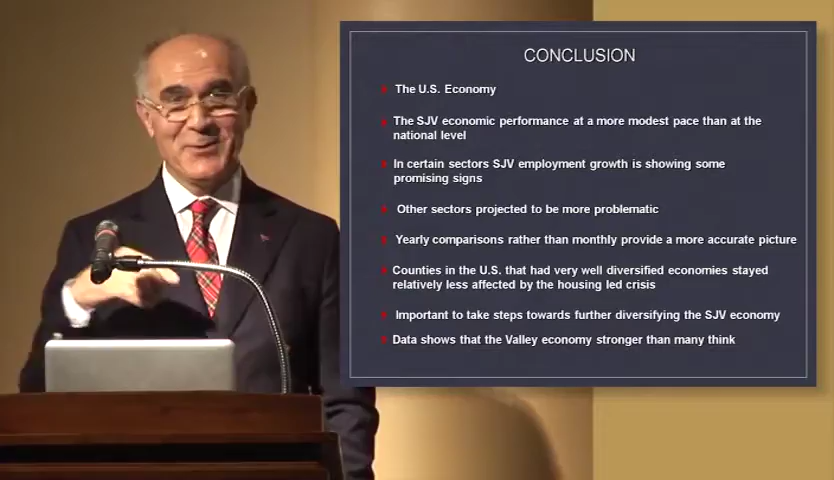 CONCLUSION
The U.S. Economy
The SJV economic performance at a more modest pace than at the
national level
In certain sectors SJV employment growth is showing some
promising signs
Other sectors projected to be more problematic
Yearly comparisons rather than monthly provide a more accurate picture
Counties in the U.S. that had very well diversified economies stayed
relatively less affected by the housing led crisis
Important to take steps towards further diversifying the SJV economy
Data shows that the Valley economy stronger than many think